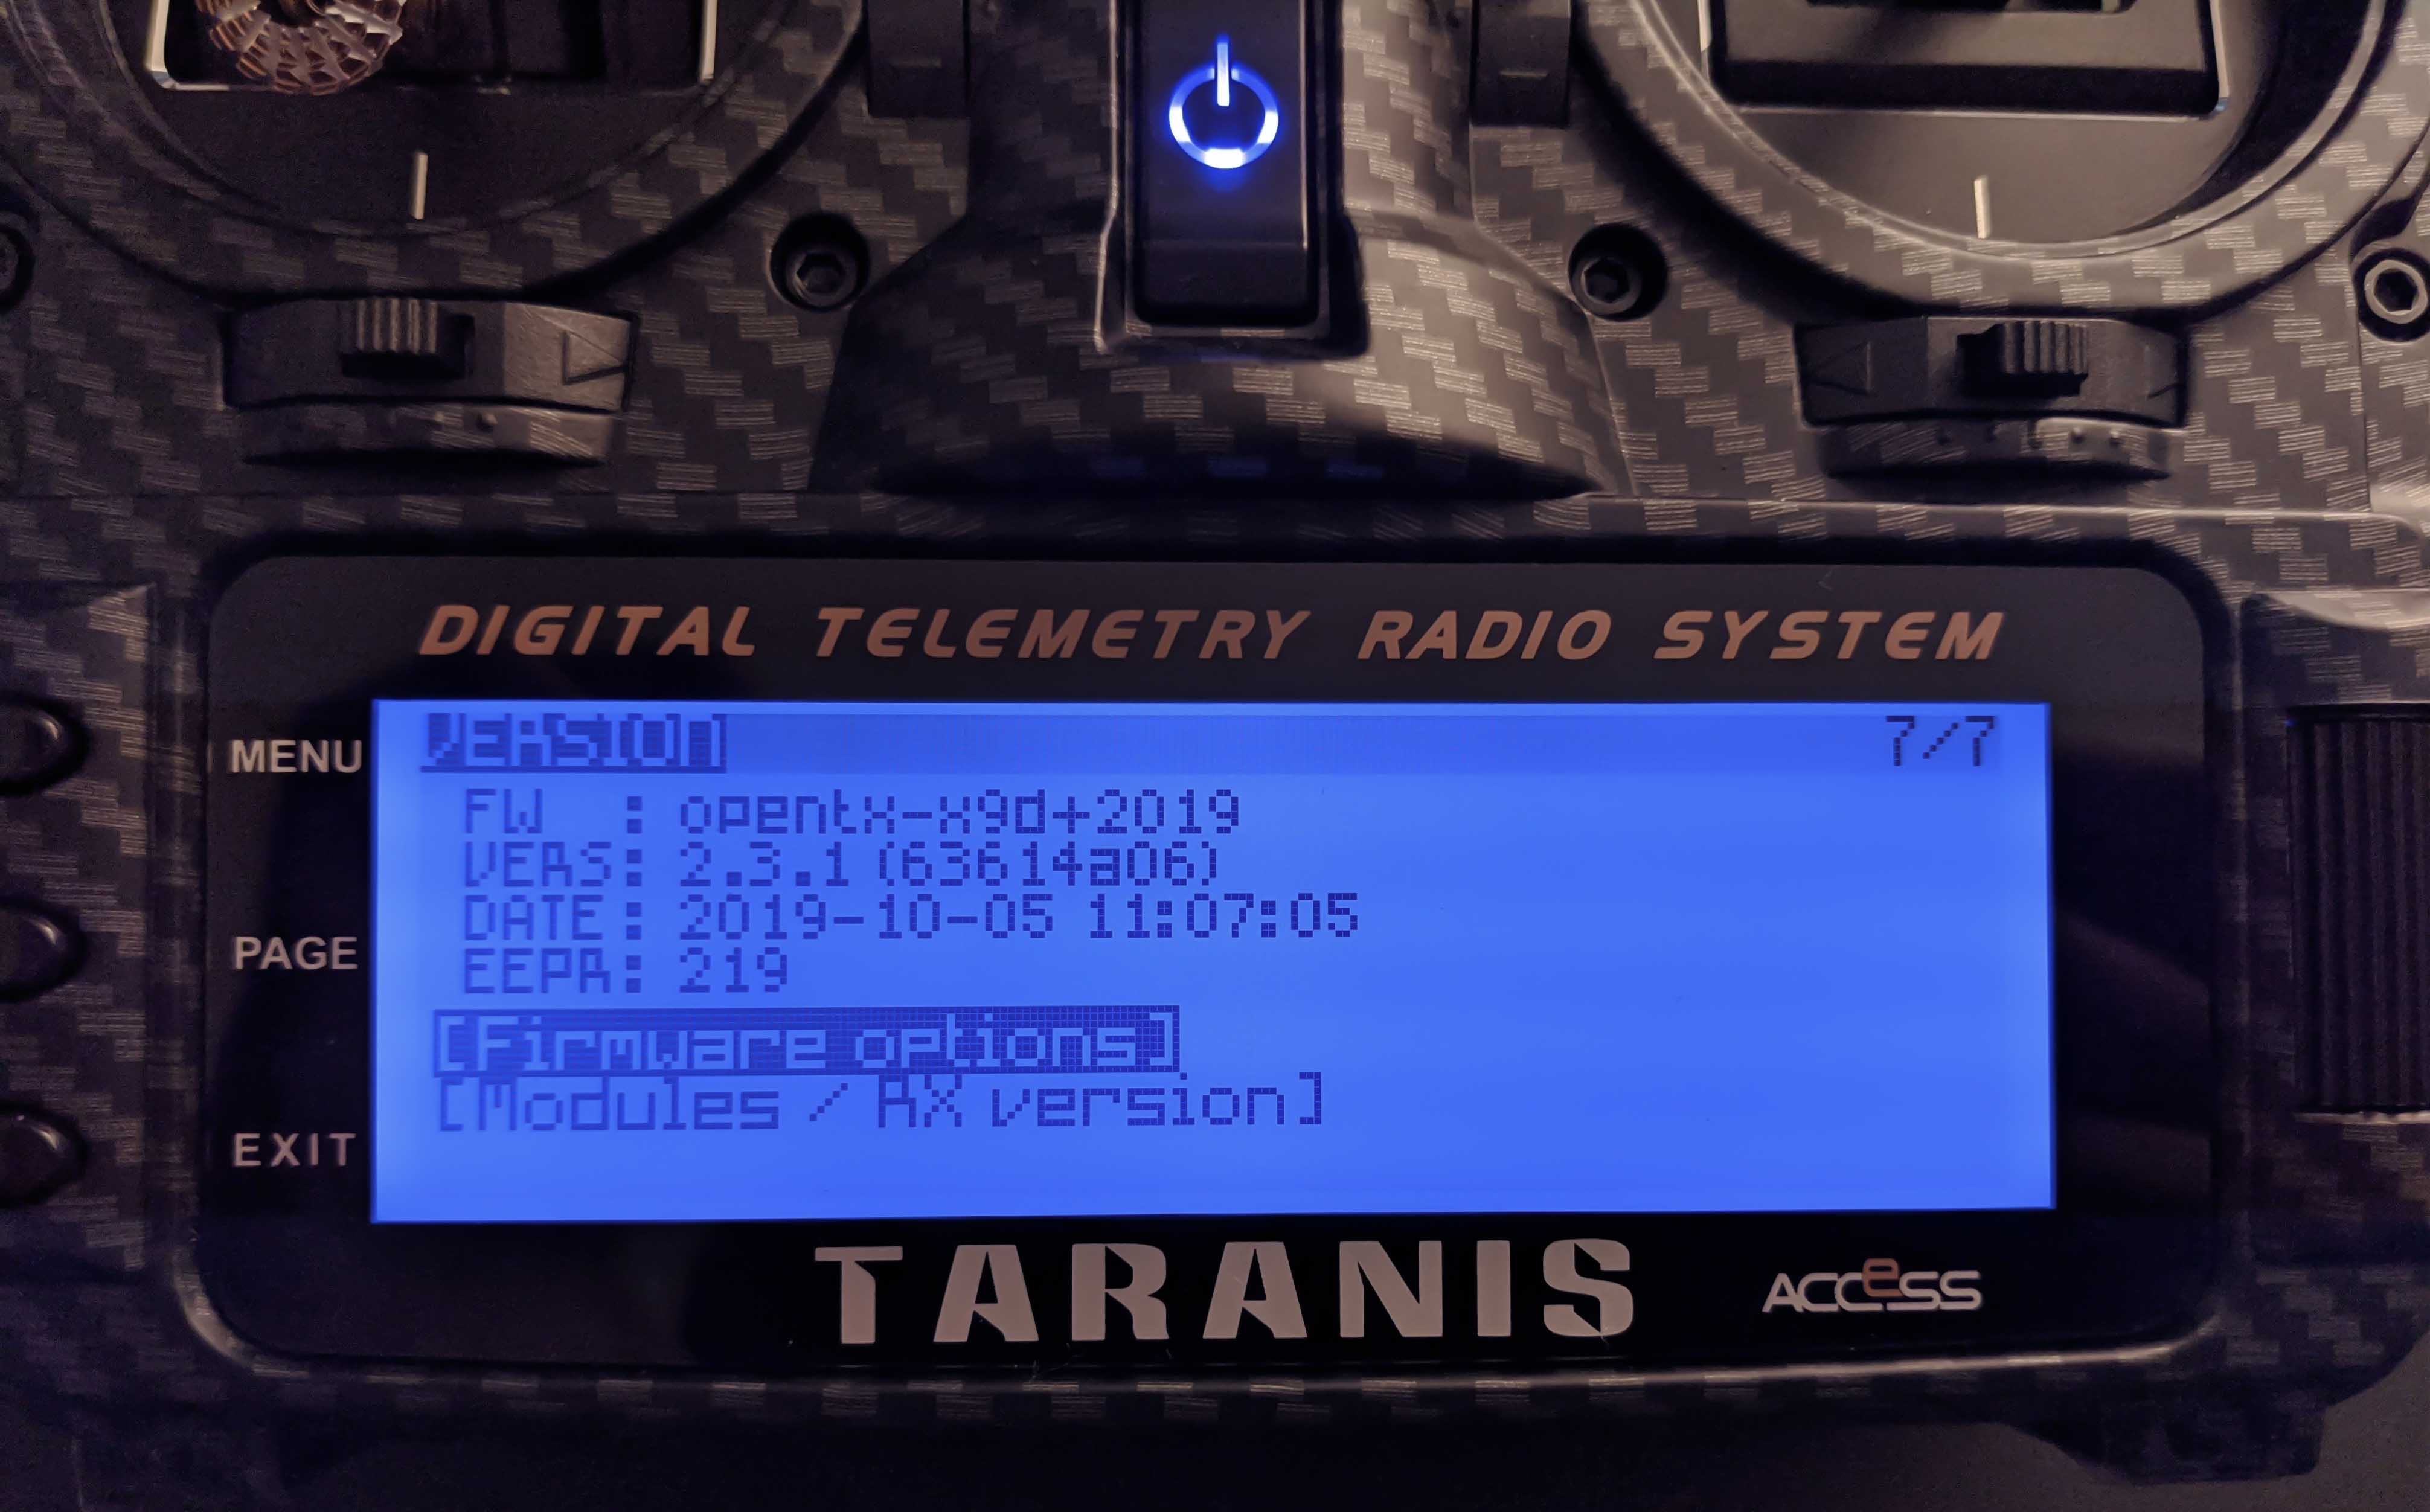 DIGITAL TELEMETRY RADIO SYSTEM
VERSION 7/7
MENU
FW : opentx-x9d+2019
VERS: 2.3.1 (63614a06)
DATE: 2019-10-05 11:07:05
PAGE
EEPR: 219
[Firmware options]
[Modules / RX version]
EXIT
TARANIS ACCeSS